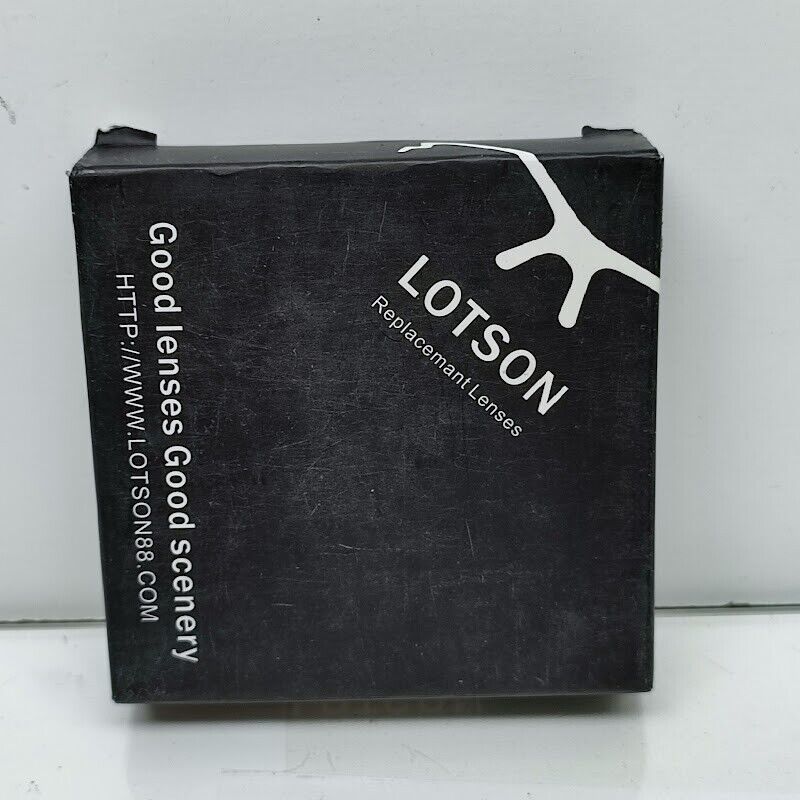 LOTSON
Replacemant Lenses
Good lenses Good scenery
HTTP://WWW.LOTSON88.COM